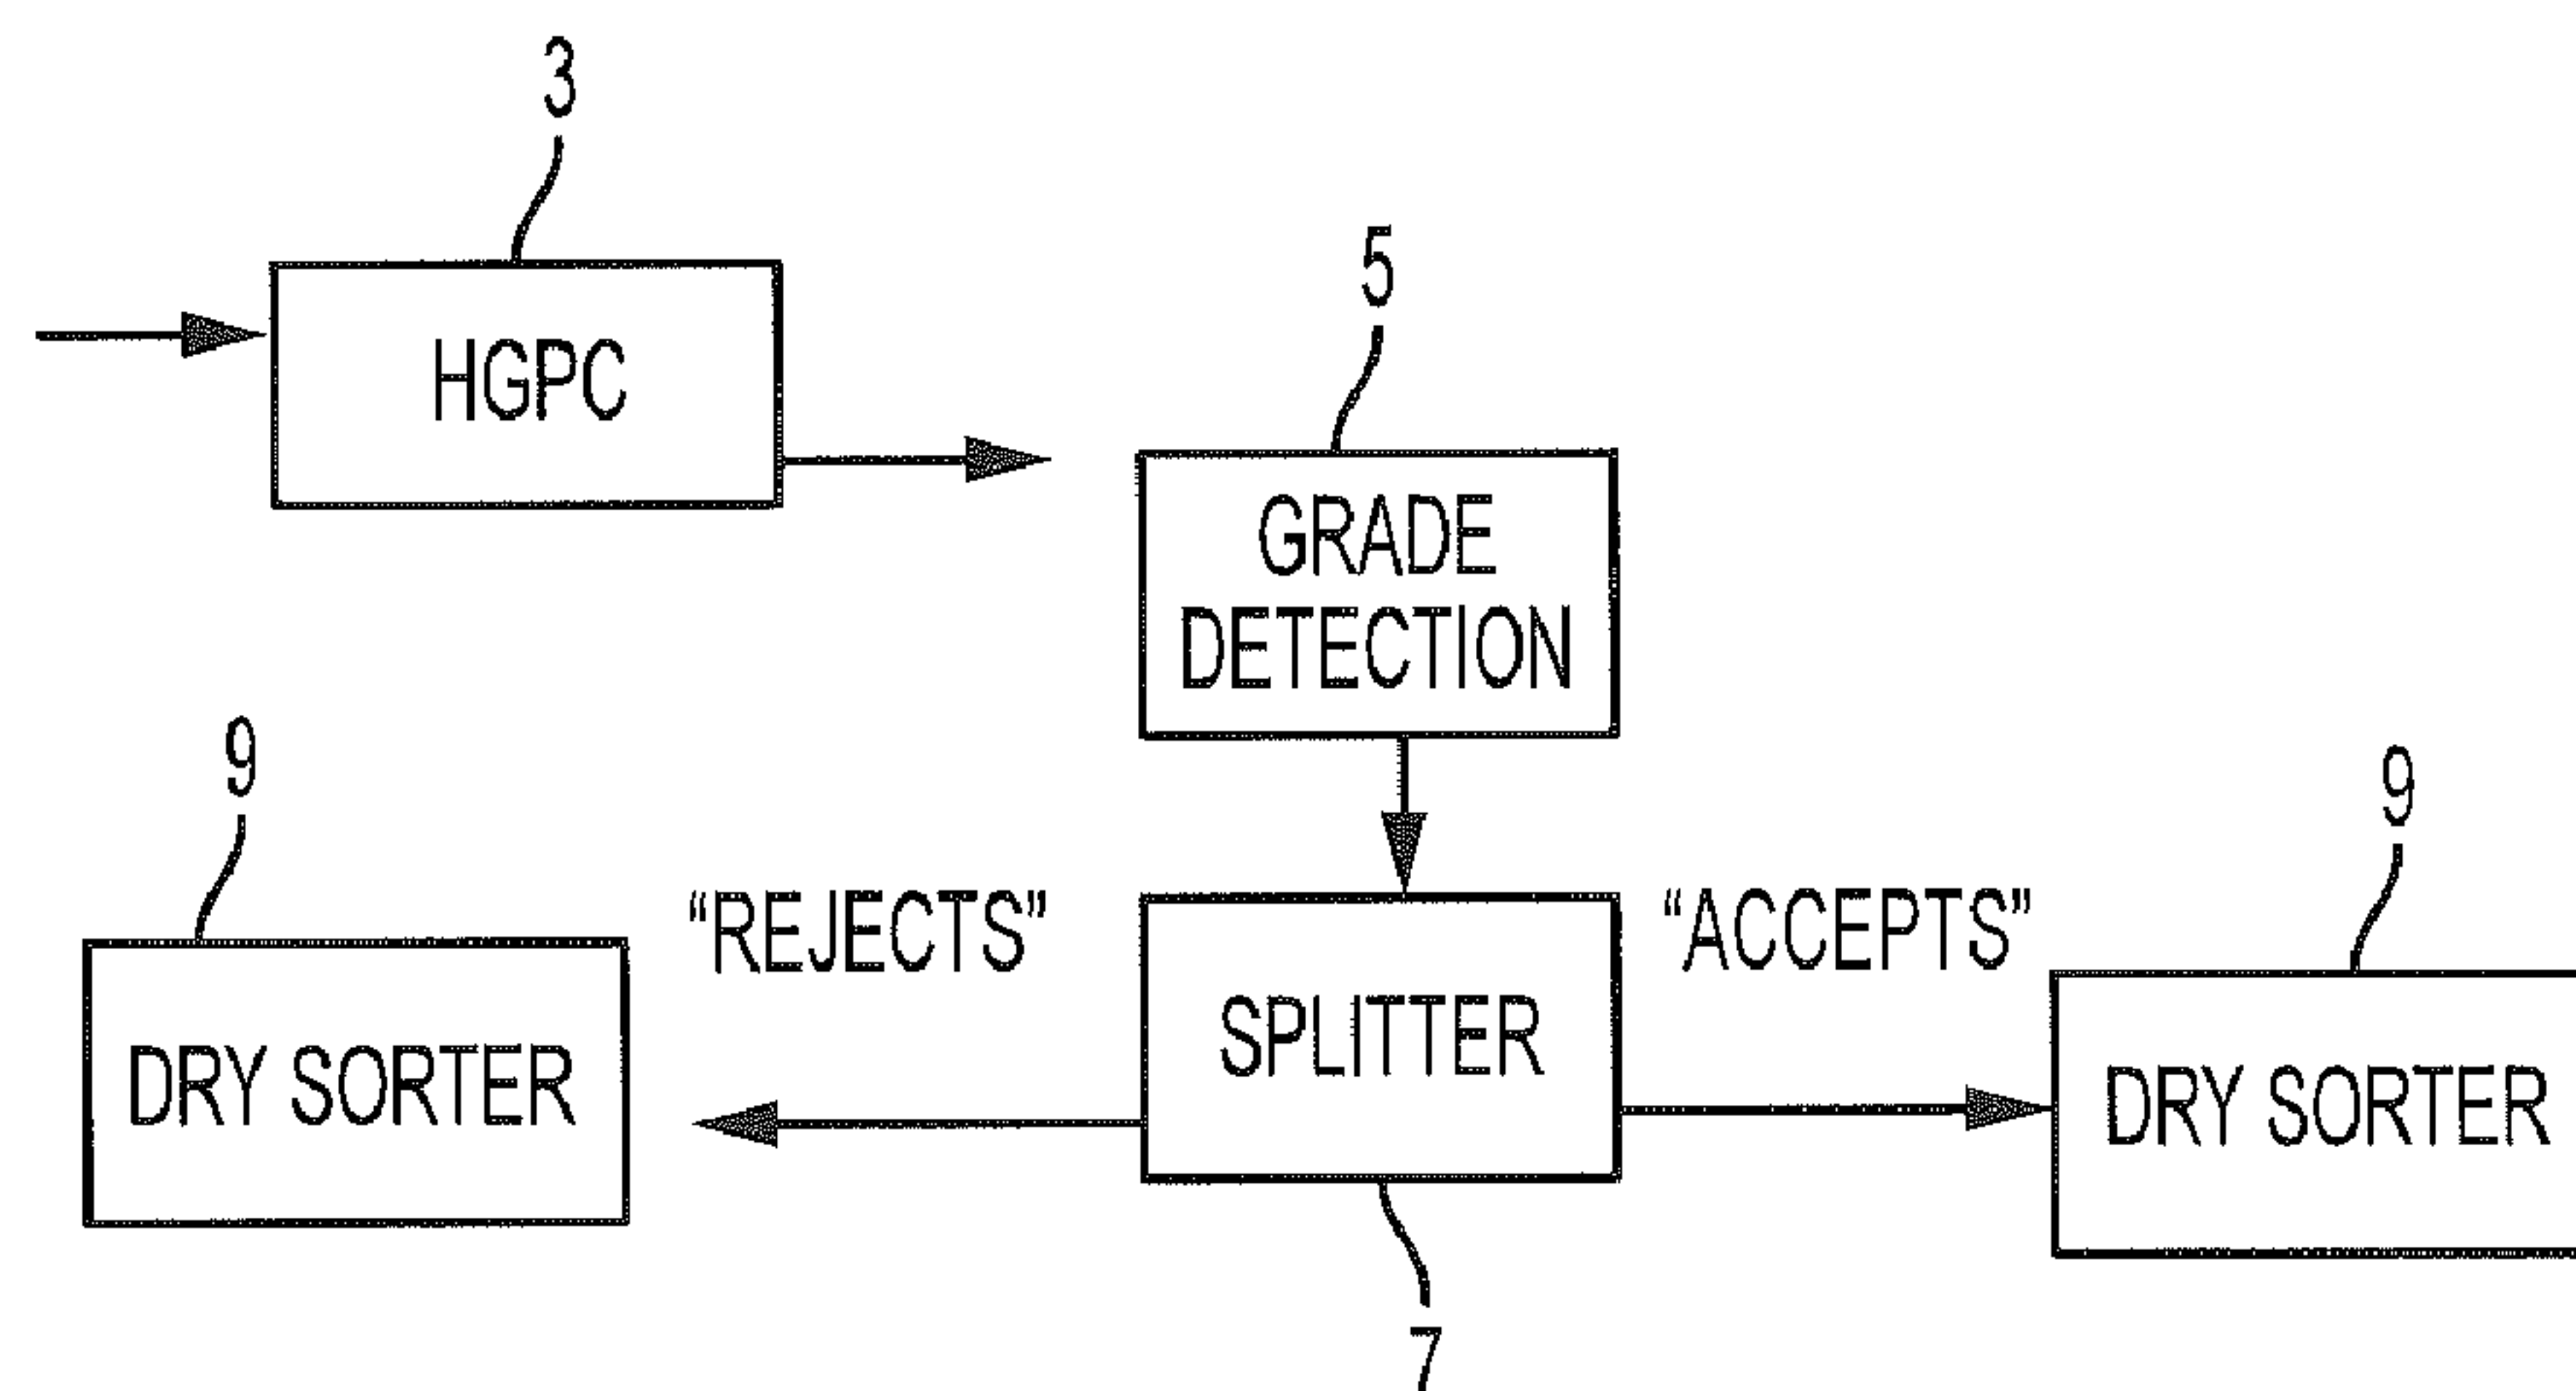 3
HGPC
5
GRADE
DETECTION
9
DRY SORTER
“REJECTS”
SPLITTER
7
“ACCEPTS”
9
DRY SORTER